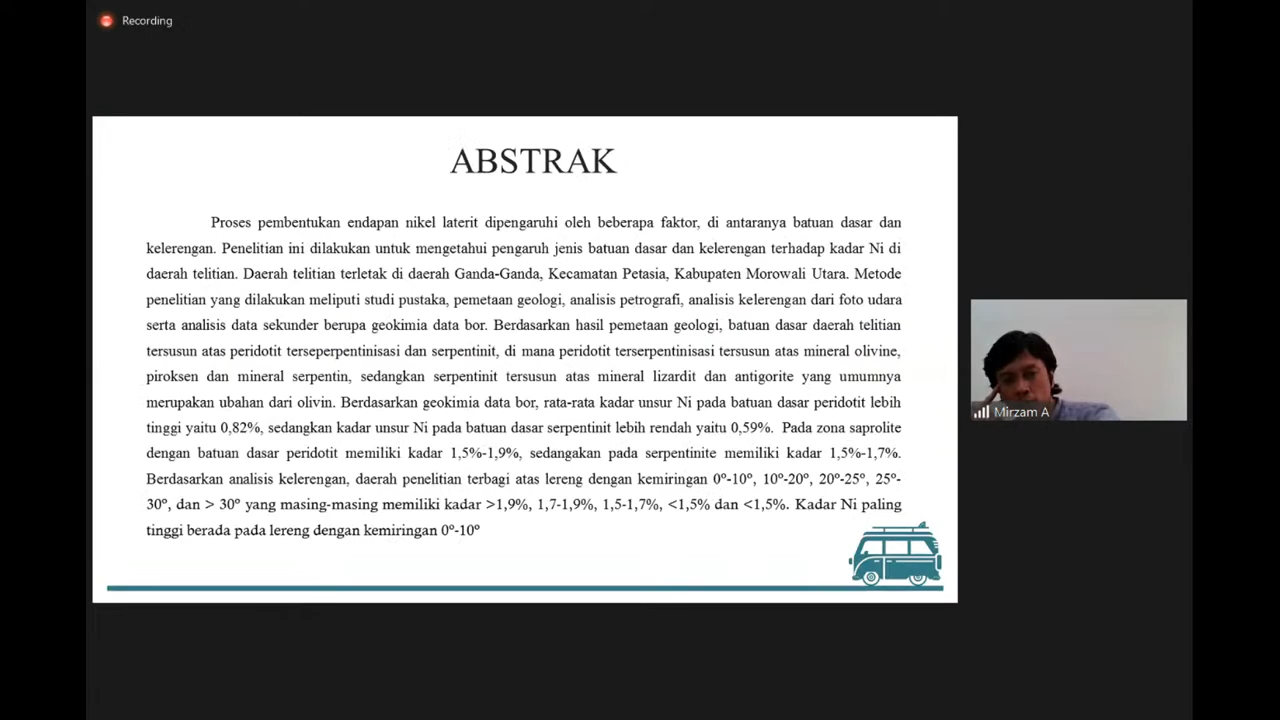 Recording
ABSTRAK
Proses pembentukan endapan nikel laterit dipengaruhi oleh beberapa faktor, di antaranya batuan dasar dan
kelerengan. Penelitian ini dilakukan untuk mengetahui pengaruh jenis batuan dasar dan kelerengan terhadap kadar Ni di
daerah telitian. Daerah telitian terletak di daerah Ganda-Ganda, Kecamatan Petasia, Kabupaten Morowali Utara. Metode
penelitian yang dilakukan meliputi studi pustaka, pemetaan geologi, analisis petrografi, analisis kelerengan dari foto udara
serta analisis data sekunder berupa geokimia data bor. Berdasarkan hasil pemetaan geologi, batuan dasar daerah telitian
tersusun atas peridotit terseperpentinisasi dan serpentinit, di mana peridotit terserpentinisasi tersusun atas mineral olivine,
piroksen dan mineral serpentin, sedangkan serpentinit tersusun atas mineral lizardit dan antigorite yang umumnya
merupakan ubahan dari olivin. Berdasarkan geokimia data bor, rata-rata kadar unsur Ni pada batuan dasar peridotit lebih
tinggi yaitu 0,82%, sedangkan kadar unsur Ni pada batuan dasar serpentinit lebih rendah yaitu 0,59%. Pada zona saprolite
dengan batuan dasar peridotit memiliki kadar 1,5%-1,9%, sedangakan pada serpentinite memiliki kadar 1,5%-1,7%.
Berdasarkan analisis kelerengan, daerah penelitian terbagi atas lereng dengan kemiringan 0º-10º, 10º-20º, 20º-25º, 25º-
30º, dan > 30º yang masing-masing memiliki kadar >1,9%, 1,7-1,9%, 1,5-1,7%, <1,5% dan <1,5%. Kadar Ni paling
tinggi berada pada lereng dengan kemiringan 0º-10º
Mirzam A